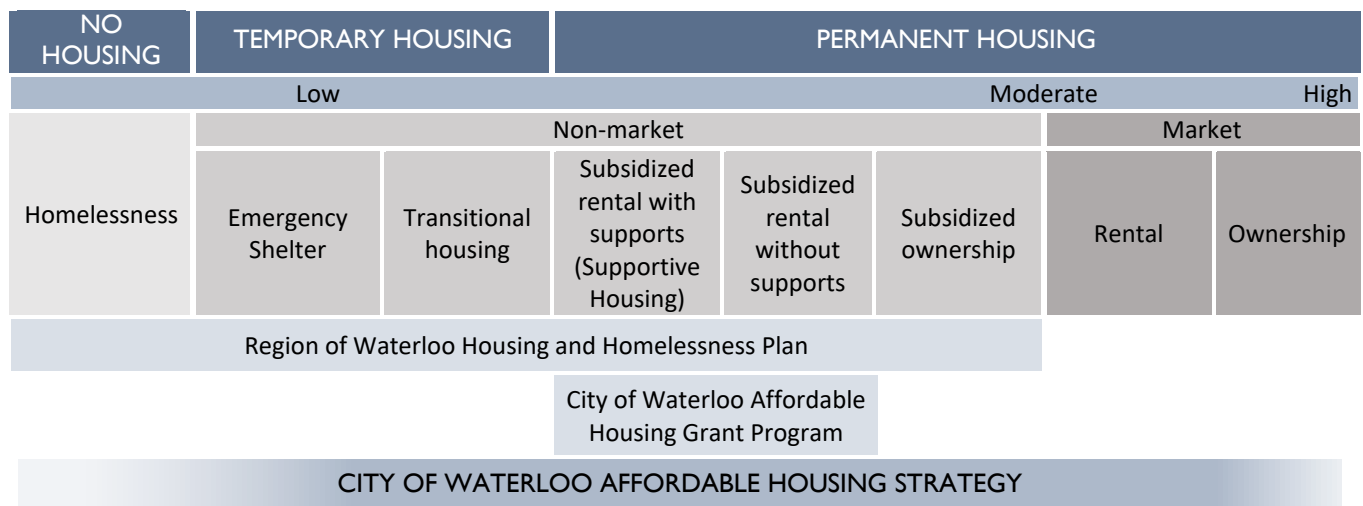 NO
HOUSING
TEMPORARY HOUSING
PERMANENT HOUSING
Low
Moderate
High
Homelessness
Non-market
Market
Emergency
Shelter
Transitional
housing
Subsidized
rental with
supports
(Supportive
Housing)
Subsidized
rental
without
supports
Subsidized
ownership
Rental
Ownership
Region of Waterloo Housing and Homelessness Plan
City of Waterloo Affordable
Housing Grant Program
CITY OF WATERLOO AFFORDABLE HOUSING STRATEGY